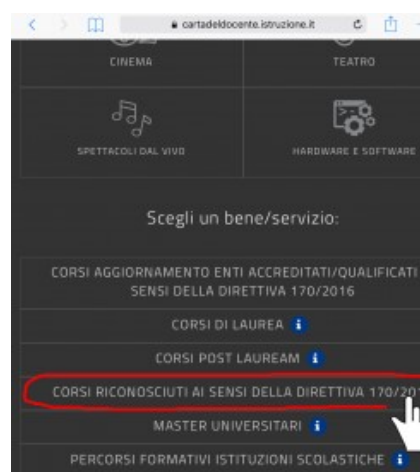 cartadeldocente.istruzione.it
CINEMA
TEATRO
SPETTACOLI DAL VIVO
HARDWARE E SOFTWARE
Scegli un bene/servizio:
CORSI AGGIORNAMENTO ENTI ACCREDITATI/QUALIFICATI
SENSI DELLA DIRETTIVA 170/2016
CORSI DI LAUREA i
CORSI POST LAUREAM i
CORSI RICONOSCIUTI AI SENSI DELLA DIRETTIVA 170/201
MASTER UNIVERSITARI i
PERCORSI FORMATIVI ISTITUZIONI SCOLASTICHE i